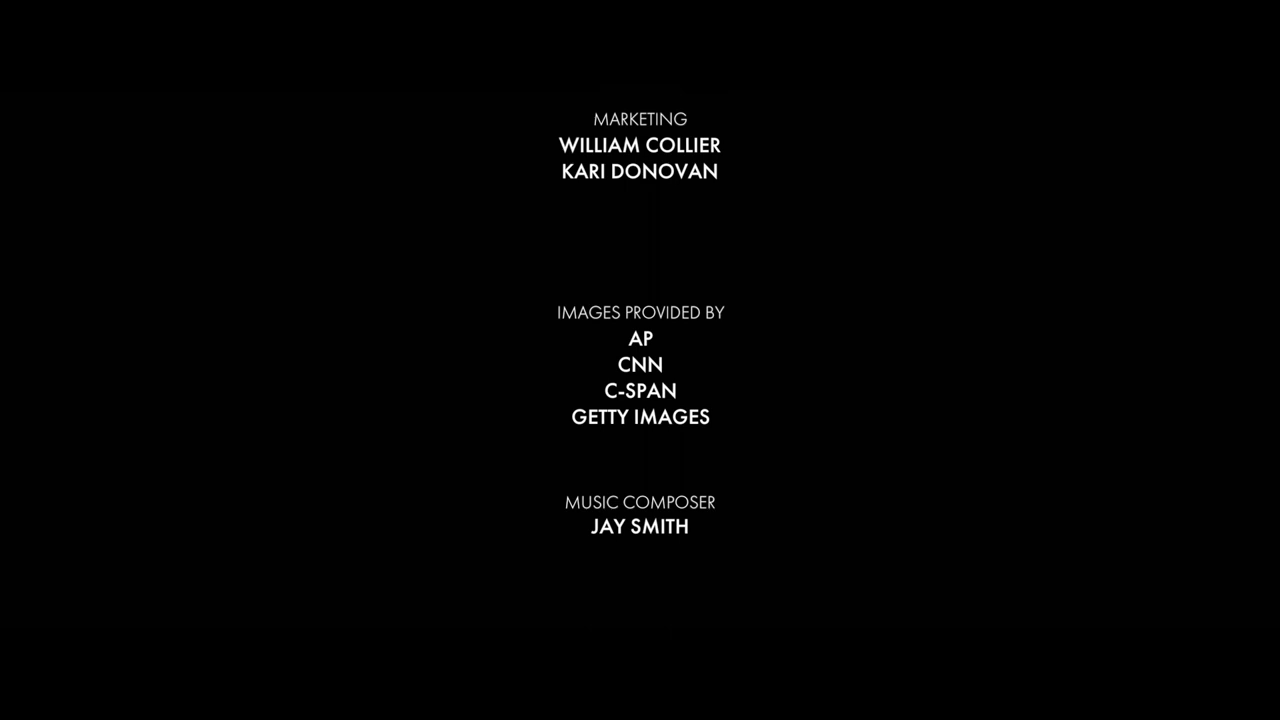 MARKETING
WILLIAM COLLIER
KARI DONOVAN
IMAGES PROVIDED BY
AP
CNN
C-SPAN
GETTY IMAGES
MUSIC COMPOSER
JAY SMITH